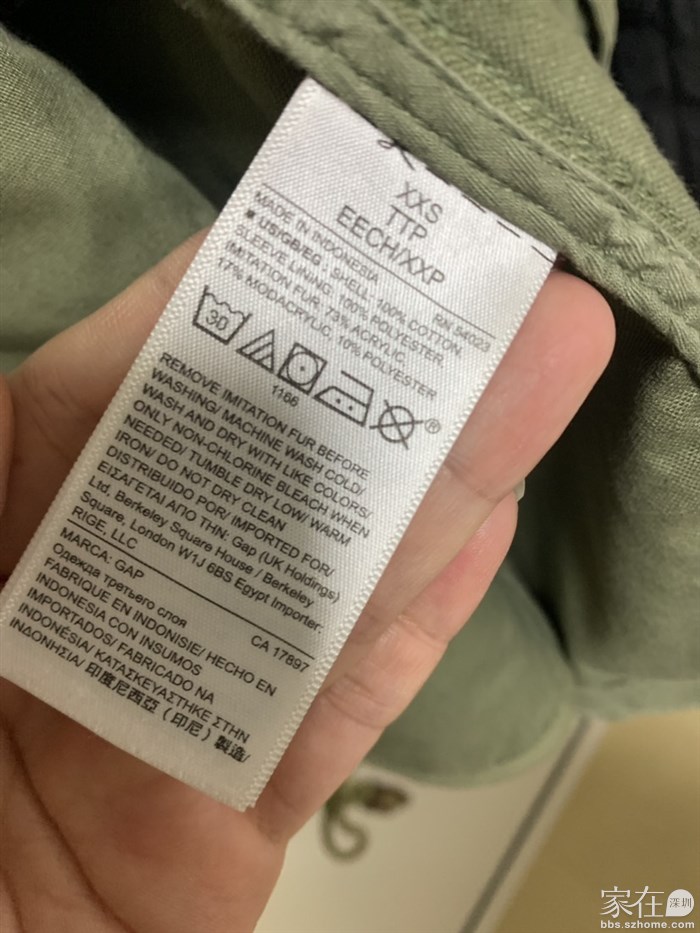 XXS
TTP
EECH/XXP
MADE IN INDONESIA RN 54023
US/GB/EG - SHELL: 100% COTTON.
SLEEVE LINING: 100% POLYESTER.
IMITATION FUR: 73% ACRYLIC,
17% MODACRYLIC, 10% POLYESTER
30
®
1166
REMOVE IMITATION FUR BEFORE
WASHING/ MACHINE WASH COLD/
WASH AND DRY WITH LIKE COLORS/
ONLY NON-CHLORINE BLEACH WHEN
NEEDED/ TUMBLE DRY LOW/ WARM
IRON/ DO NOT DRY CLEAN
DISTRIBUIDO POR/ IMPORTED FOR/
ΕΙΣΑΓΕΤΑΙ ΑΠΟ ΤΗΝ: Gap (UK Holdings)
Ltd, Berkeley Square House / Berkeley
Square, London W1J 6BS Egypt Importer:
RIGE, LLC
MARCA: GAP CA 17897
Одежда третьего слоя
FABRIQUE EN INDONISIE/ HECHO EN
INDONESIA CON INSUMOS
IMPORTADOS/ FABRICADO NA
INDONÉSIA/ ΚΑΤΑΣΚΕΥΑΣΤΗΚΕ ΣΤΗΝ
ΙΝΔΟΝΗΣΙΑ/ 印度尼西亞 (印尼) 製造/
家在深圳
bbs.szhome.com